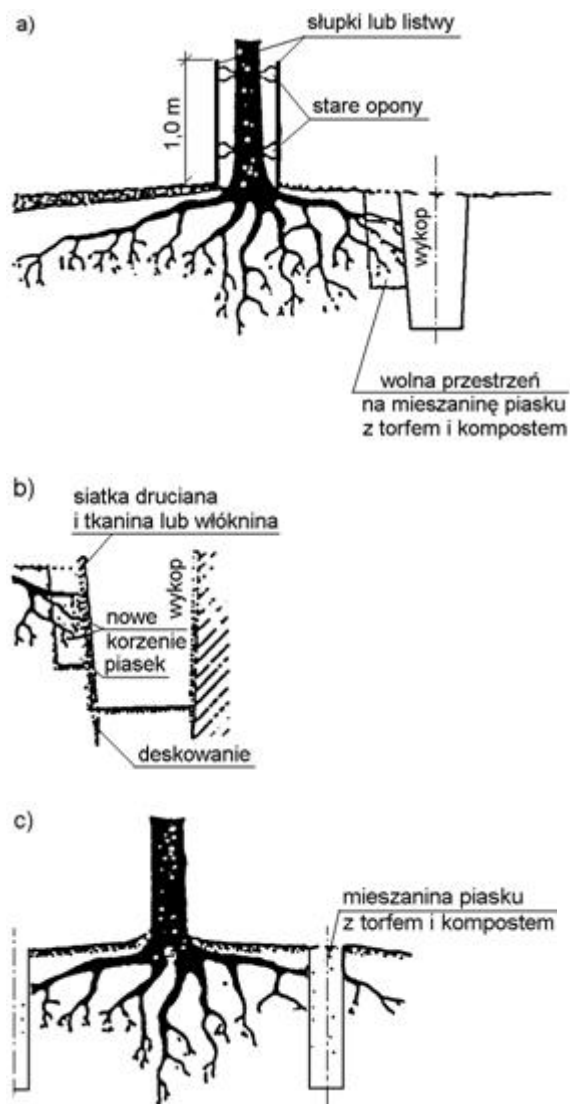 a)
słupki lub listwy
stare opony
1,0 m
wykop
wolna przestrzeń
na mieszaninę piasku
z torfem i kompostem
b)
siatka druciana
i tkanina lub włóknina
wykop
nowe
korzenie
piasek
deskowanie
c)
mieszanina piasku
z torfem i kompostem